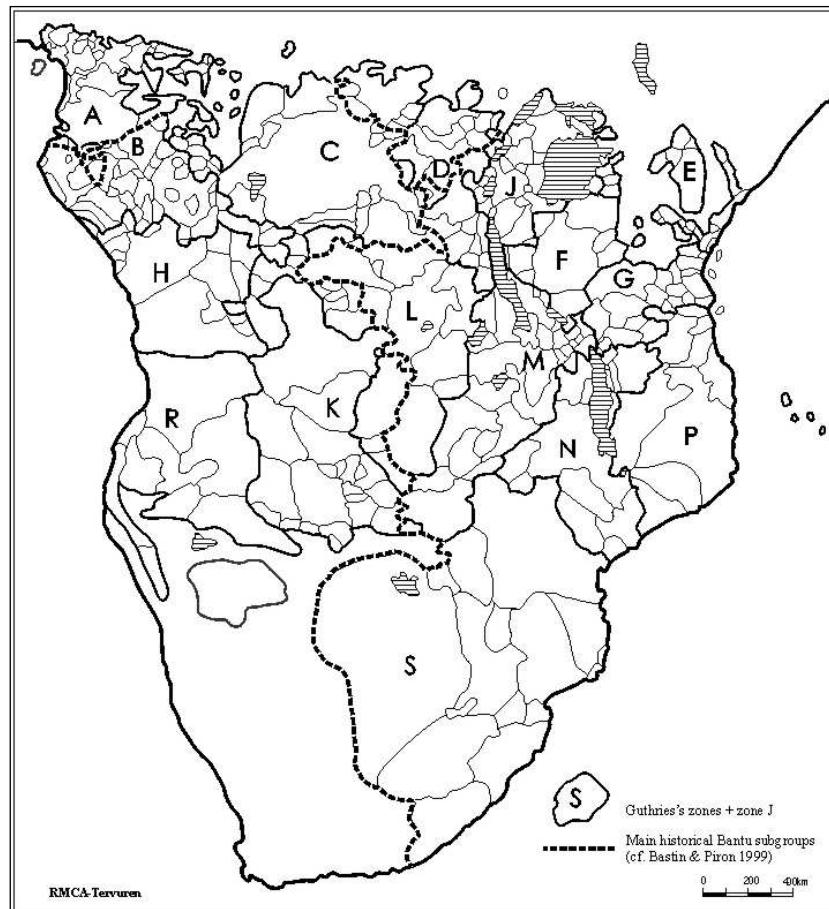 A
B
C
D
J
E
F
G
H
L
M
K
R
N
P
S
S
Guthries's zones + zone J
Main historical Bantu subgroups
(cf. Bastin & Piron 1999)
RMCA-Tervuren
0 200 400km